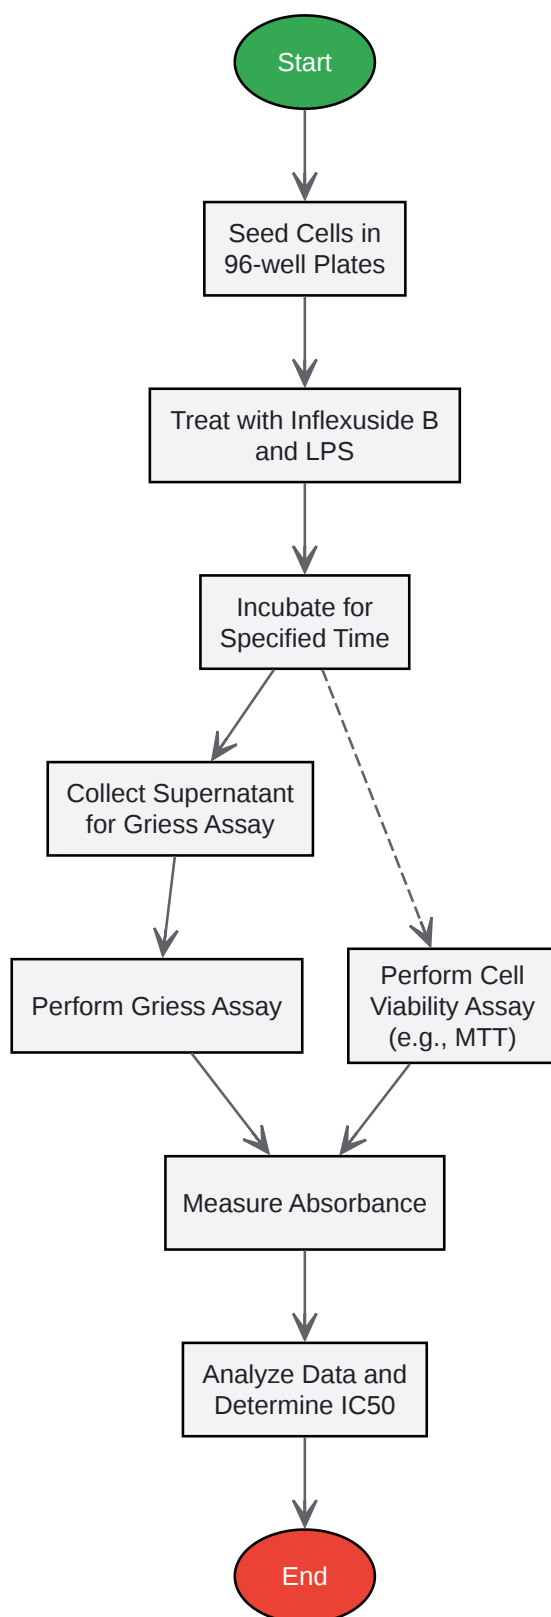 Start
Seed Cells in
96-well Plates
Treat with Inflexuside B
and LPS
Incubate for
Specified Time
Collect Supernatant
for Griess Assay
Perform Griess Assay
Perform Cell
Viability Assay
(e.g., MTT)
Measure Absorbance
Analyze Data and
Determine IC50
End